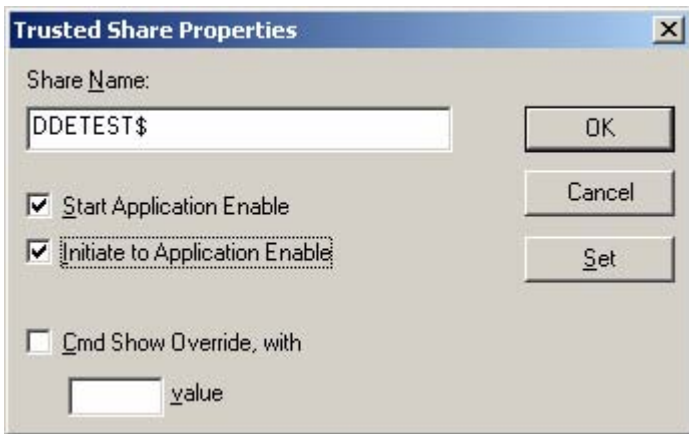 Trusted Share Properties
Share Name:
DDETEST$
OK
Start Application Enable
Cancel
Initiate to Application Enable
Set
Cmd Show Override, with
value